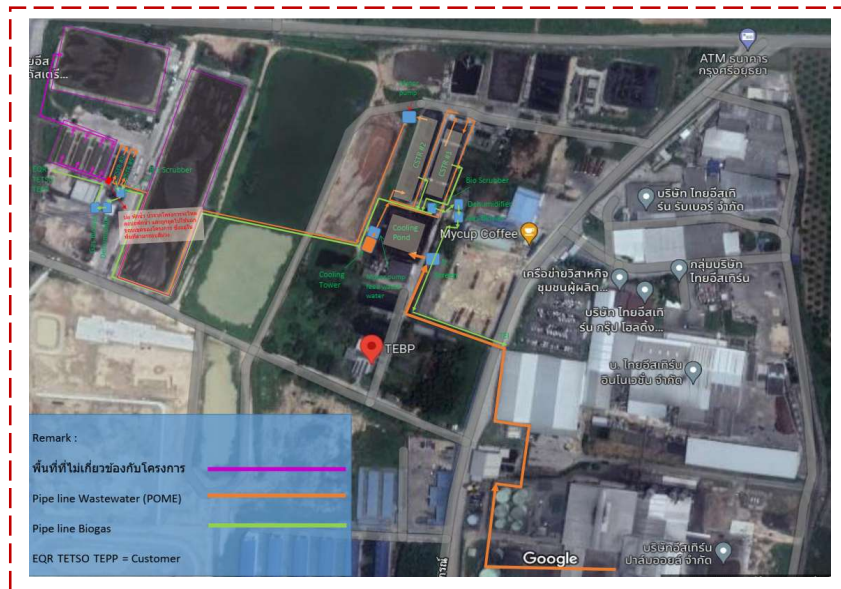 ATM ธนาคาร
กรุงศรีอยุธยา
CSTR #2
CSTR #1
Bio Scrubber
Dehumidifier
Scrubber
บริษัท ไทยอีสเทิ
ร์น รับเบอร์ จำกัด
Mycup Coffee
Cooling
Pond
กลุ่มบริษัท
ไทยอีสเทิร์น
เครือข่ายวิสาหกิจ
ชุมชนผู้ผลิต...
Cooling
Tower
water
บริษัท ไทยอีสเทิ
ร์น กรุ๊ป โฮลดิ้ง...
TEBP
บ. ไทยอีสเทิร์น
อินโนเวชั่น จำกัด
Remark :
พื้นที่ที่ไม่เกี่ยวข้องกับโครงการ
Pipe line Wastewater (POME)
Pipe line Biogas
EQR TETSO TEPP = Customer
Google
บริษัทอีสเทิร์น
ปาล์มออยล์ จำกัด